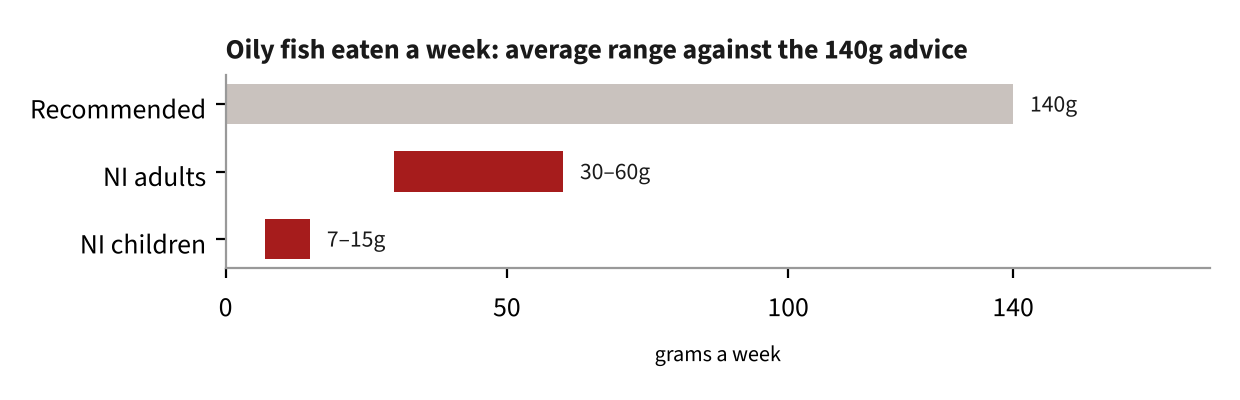 Oily fish eaten a week: average range against the 140g advice
Recommended
140g
NI adults
30–60g
NI children
7–15g
0
50
100
140
grams a week